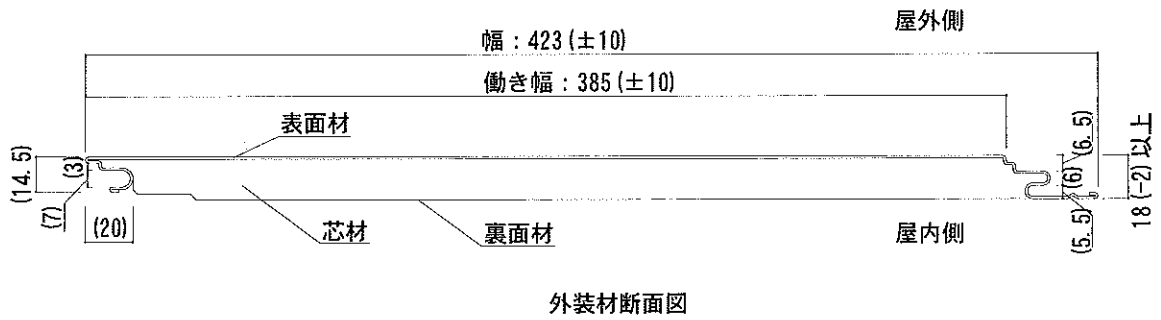 屋外側
幅：423(±10)
働き幅：385(±10)
表面材
(14.5)
(3)
(7)
(20)
芯材
裏面材
屋内側
(6.5)
(6)
(5.5)
18(-2)以上
外装材断面図